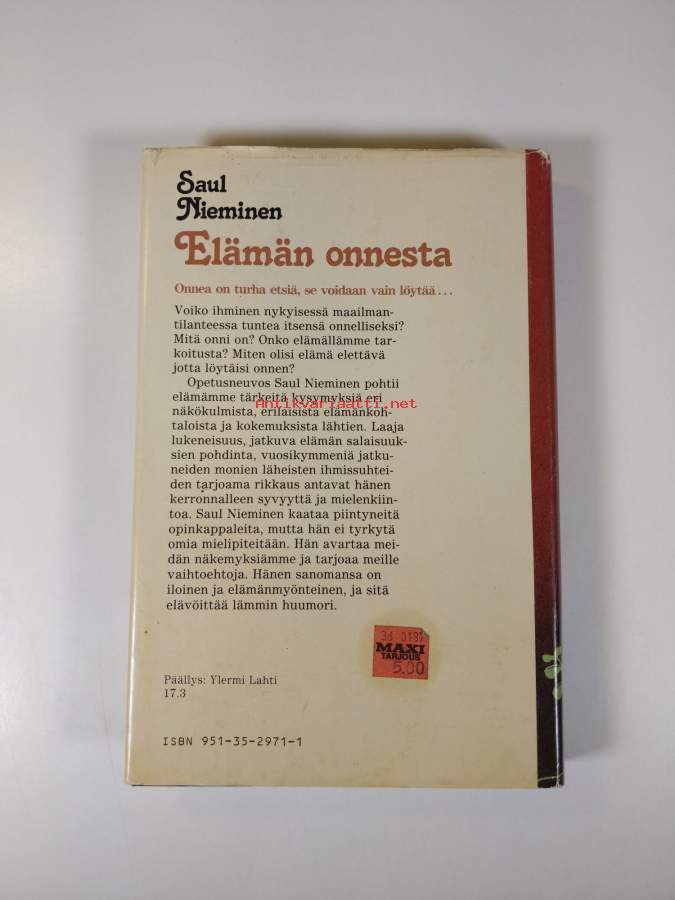 Saul
Nieminen
Elämän onnesta
Onnea on turha etsiä, se voidaan vain löytää...
Voiko ihminen nykyisessä maailman-
tilanteessa tuntea itsensä onnelliseksi?
Mitä onni on? Onko elämällämme tar-
koitusta? Miten olisi elämä elettävä
jotta löytäisi onnen?
Opetusneuvos Saul Nieminen pohtii
elämämme tärkeitä kysymyksiä eri
Antikvariaatti.net
näkökulmista, erilaisista elämänkoh-
taloista ja kokemuksista lähtien. Laaja
lukeneisuus, jatkuva elämän salaisuuk-
sien pohdinta, vuosikymmeniä jatku-
neiden monien läheisten ihmissuhtei-
den tarjoama rikkaus antavat hänen
kerronnalleen syvyyttä ja mielenkiin-
toa. Saul Nieminen kaataa piintyneitä
opinkappaleita, mutta hän ei tyrkytä
omia mielipiteitään. Hän avartaa mei-
dän näkemyksiämme ja tarjoaa meille
vaihtoehtoja. Hänen sanomansa on
iloinen ja elämänmyönteinen, ja sitä
elävöittää lämmin huumori.
MAXI
TARJOUS
5.00
Päällys: Ylermi Lahti
17.3
ISBN 951-35-2971-1